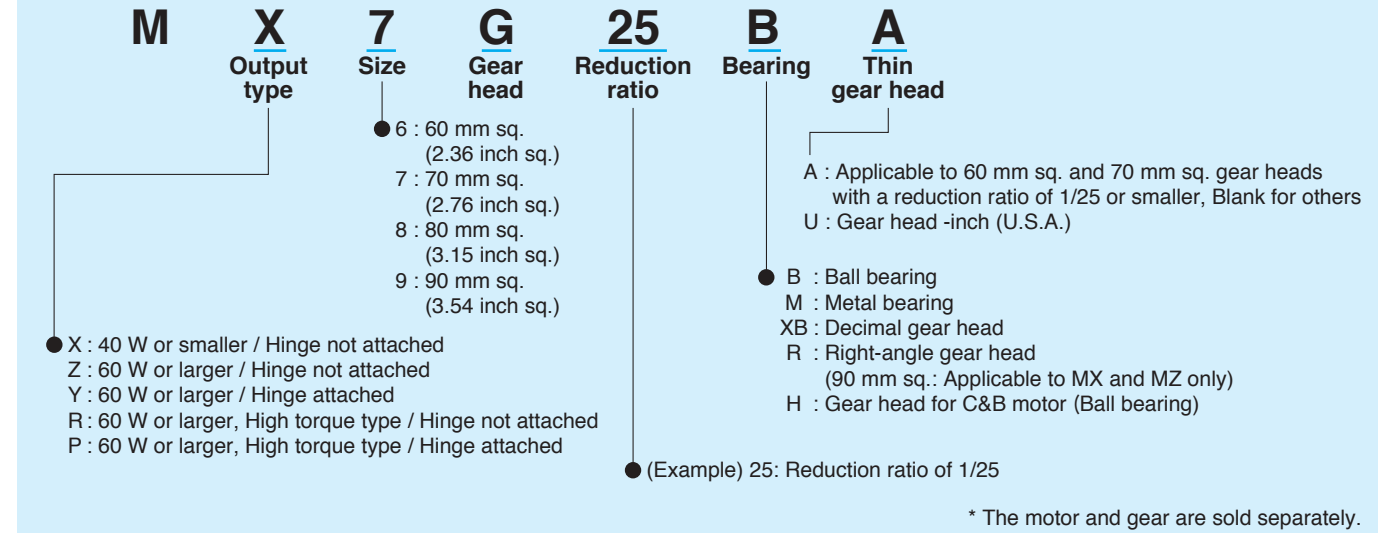 M X 7 G 25 B A
Output type Size Gear head Reduction ratio Bearing Thin gear head
6 : 60 mm sq.
(2.36 inch sq.)
7 : 70 mm sq.
(2.76 inch sq.)
8 : 80 mm sq.
(3.15 inch sq.)
9 : 90 mm sq.
(3.54 inch sq.)
A : Applicable to 60 mm sq. and 70 mm sq. gear heads
with a reduction ratio of 1/25 or smaller, Blank for others
U : Gear head -inch (U.S.A.)
B : Ball bearing
M : Metal bearing
XB : Decimal gear head
R : Right-angle gear head
(90 mm sq.: Applicable to MX and MZ only)
H : Gear head for C&B motor (Ball bearing)
X : 40 W or smaller / Hinge not attached
Z : 60 W or larger / Hinge not attached
Y : 60 W or larger / Hinge attached
R : 60 W or larger, High torque type / Hinge not attached
P : 60 W or larger, High torque type / Hinge attached
(Example) 25: Reduction ratio of 1/25
* The motor and gear are sold separately.